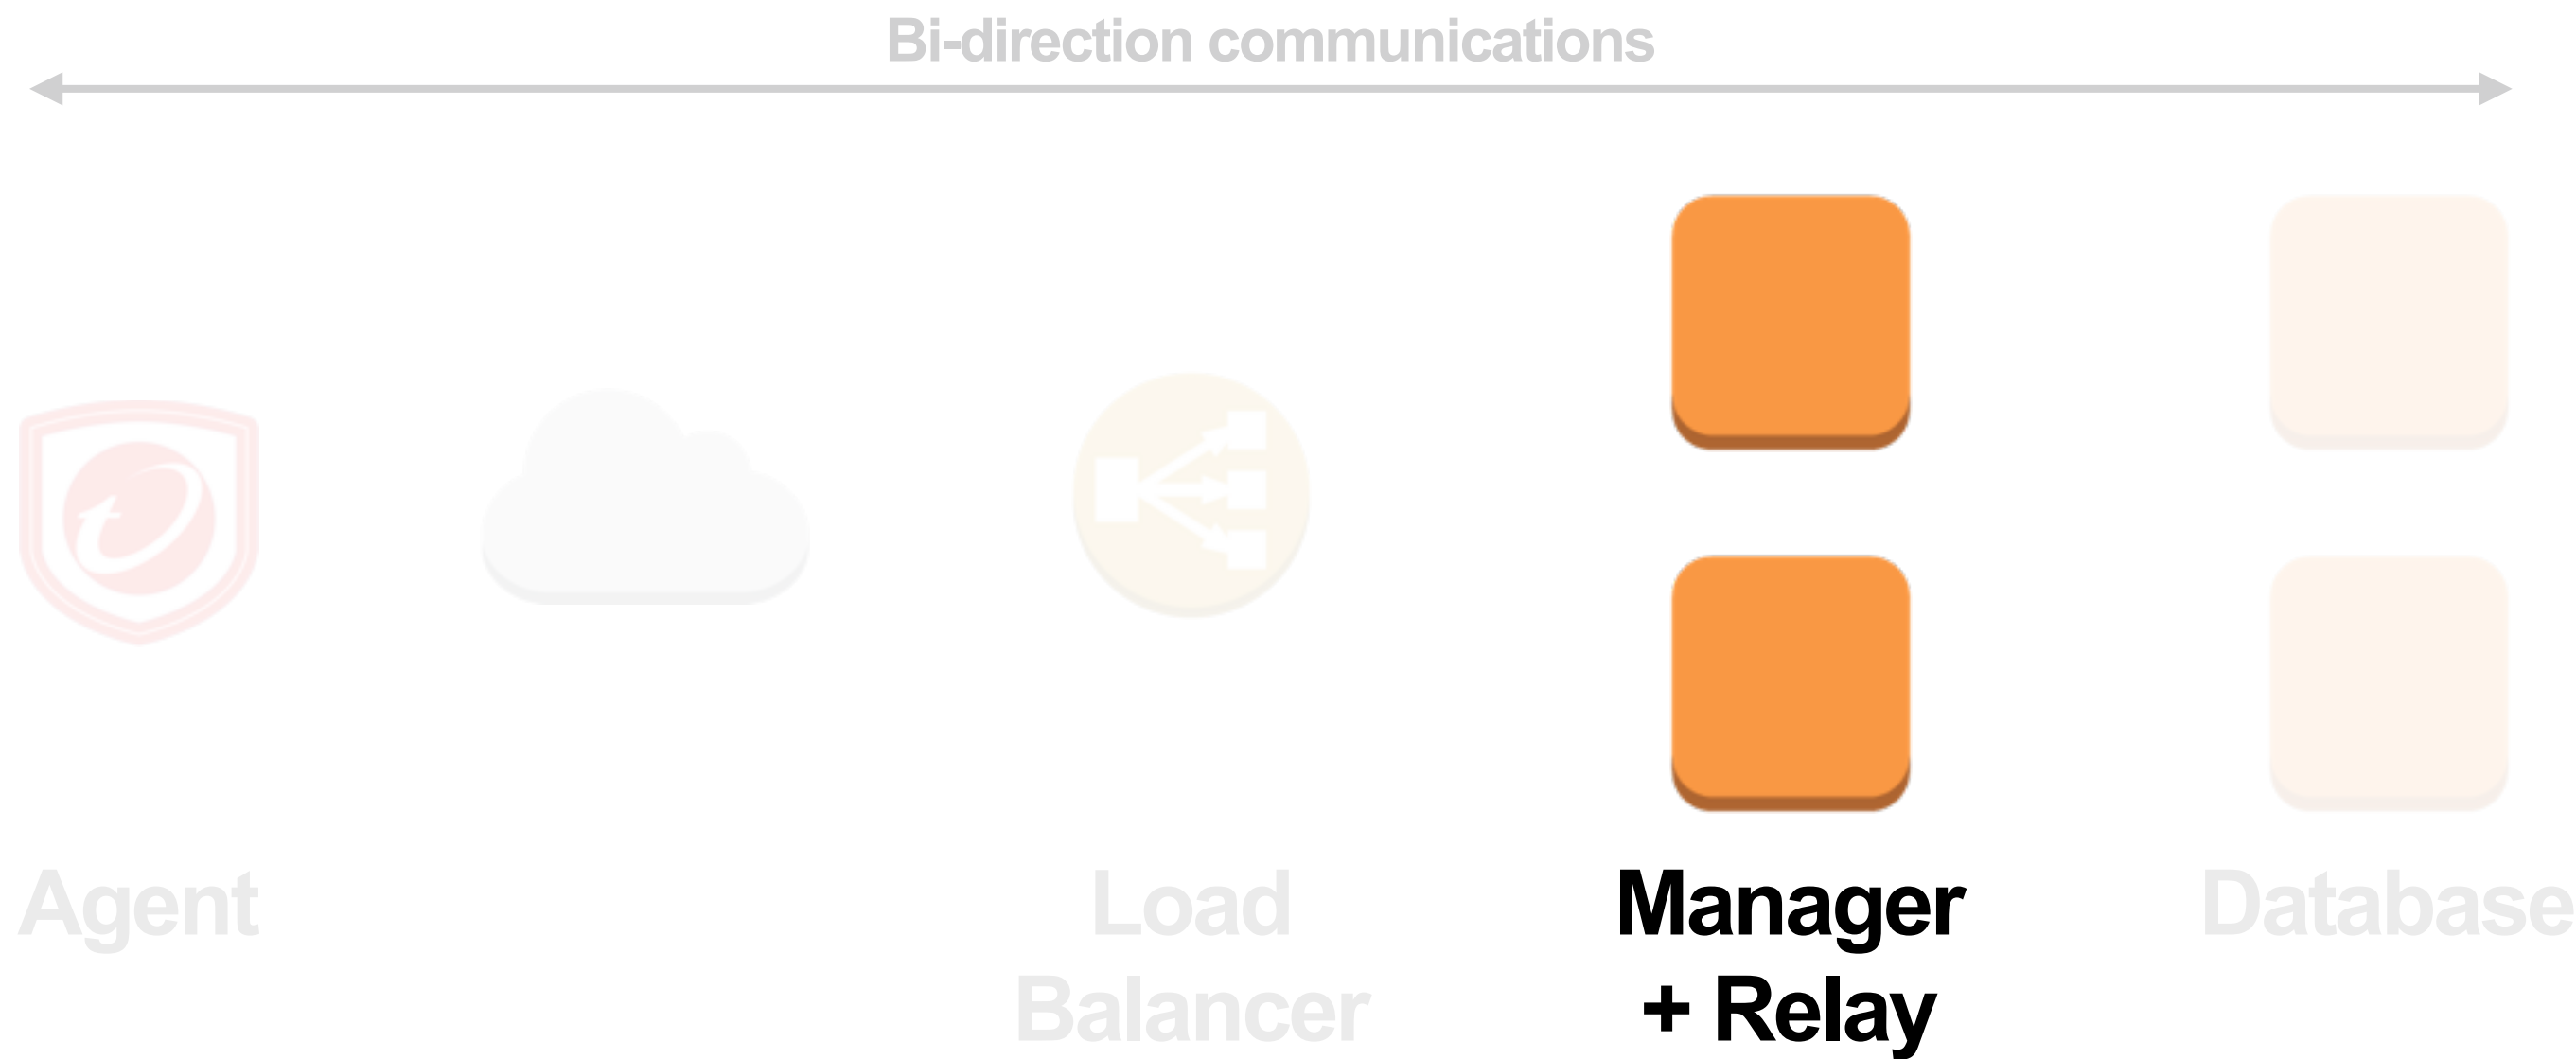 Bi-direction communications
Agent
Load
Balancer
Manager
+ Relay
Database